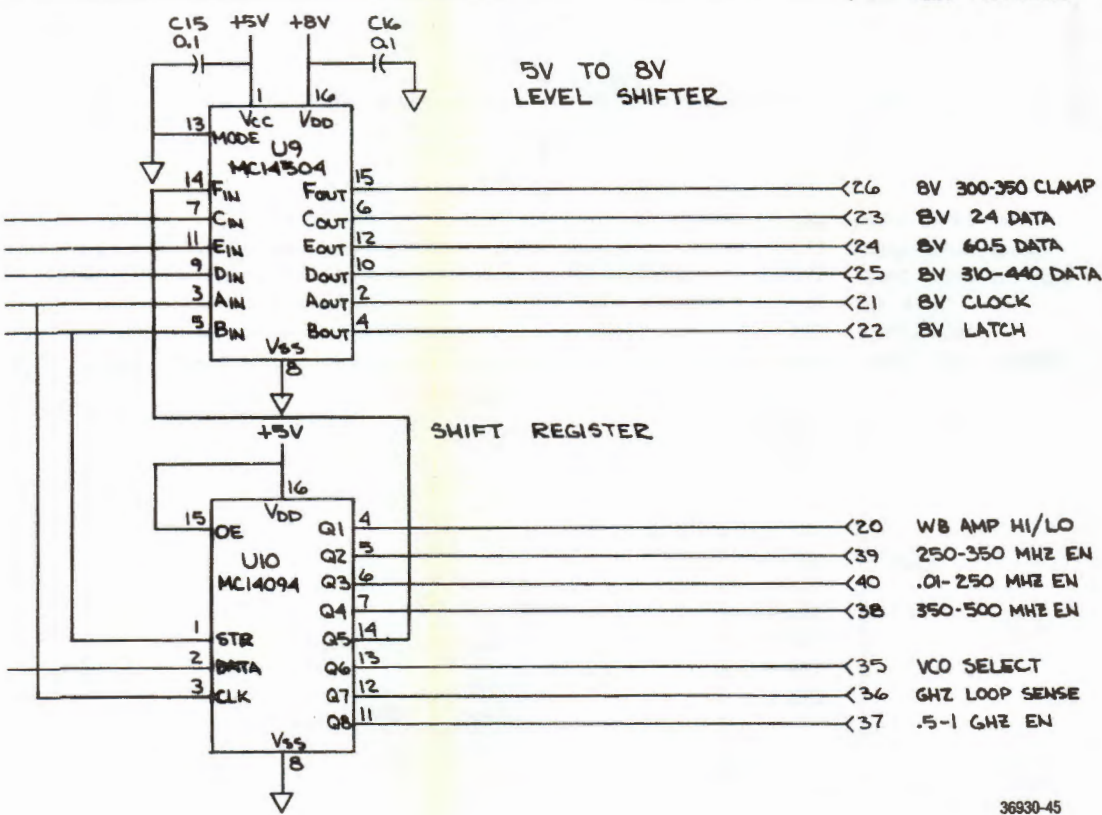 C15 +5V +8V C16
0.1 0.1
5V TO 8V
LEVEL SHIFTER
1 16
13 VCC VDD
MODE U9
MC14504
14 FIN FOUT 15 26 8V 300-350 CLAMP
7 CIN COUT 6 23 8V 24 DATA
11 EIN EOUT 12 24 8V 60.5 DATA
9 DIN DOUT 10 25 8V 310-440 DATA
3 AIN AOUT 2 21 8V CLOCK
5 BIN BOUT 4 22 8V LATCH
VSS
8
+5V SHIFT REGISTER
16
VDD
15 OE Q1 4 20 WB AMP HI/LO
U10 Q2 5 39 250-350 MHZ EN
MC14094 Q3 6 40 .01-250 MHZ EN
Q4 7 38 350-500 MHZ EN
1 STR Q5 14
2 DATA Q6 13 35 VCO SELECT
3 CLK Q7 12 36 GHZ LOOP SENSE
Q8 11 37 .5-1 GHZ EN
VSS
8
36930-45